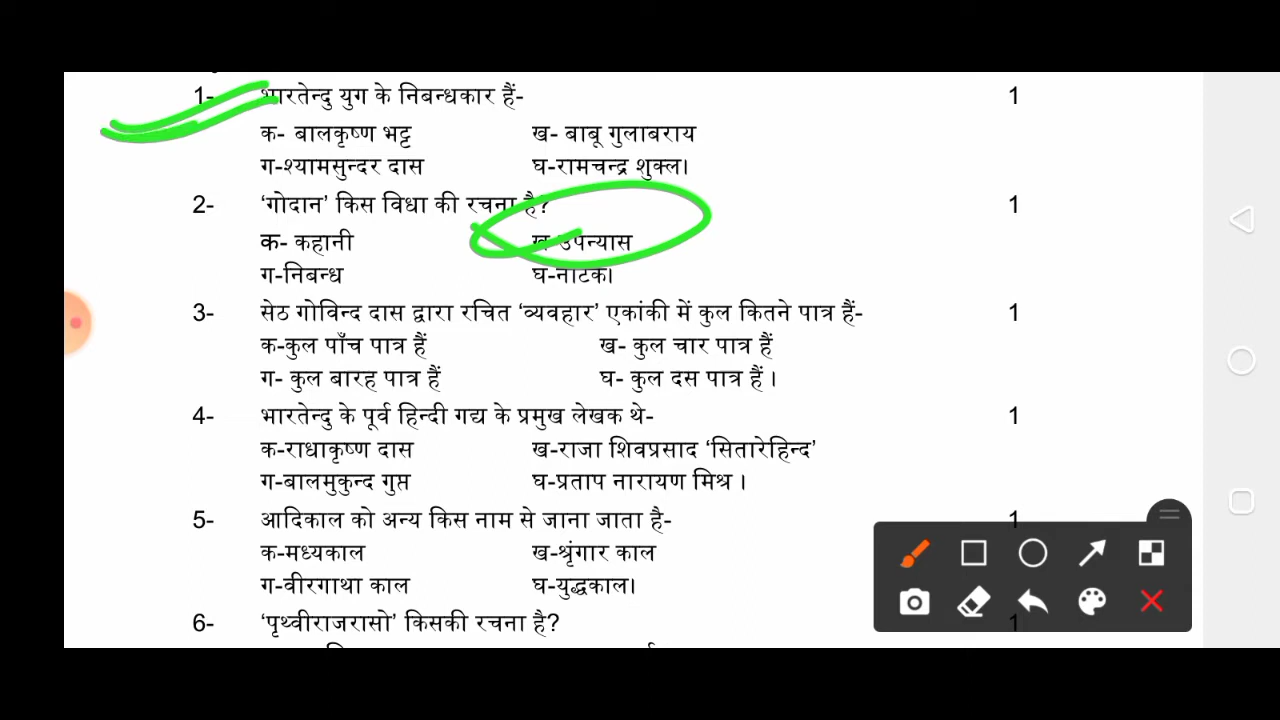 1- भारतेन्दु युग के निबन्धकार हैं- 1
क- बालकृष्ण भट्ट ख- बाबू गुलाबराय
ग-श्यामसुन्दर दास घ-रामचन्द्र शुक्ल।
2- ‘गोदान’ किस विधा की रचना है? 1
क- कहानी ख-उपन्यास
ग-निबन्ध घ-नाटक।
3- सेठ गोविन्द दास द्वारा रचित ‘व्यवहार’ एकांकी में कुल कितने पात्र हैं- 1
क-कुल पाँच पात्र हैं ख- कुल चार पात्र हैं
ग- कुल बारह पात्र हैं घ- कुल दस पात्र हैं ।
4- भारतेन्दु के पूर्व हिन्दी गद्य के प्रमुख लेखक थे- 1
क-राधाकृष्ण दास ख-राजा शिवप्रसाद ‘सितारेहिन्द’
ग-बालमुकुन्द गुप्त घ-प्रताप नारायण मिश्र ।
5- आदिकाल को अन्य किस नाम से जाना जाता है- 1
क-मध्यकाल ख-श्रृंगार काल
ग-वीरगाथा काल घ-युद्धकाल।
6- ‘पृथ्वीराजरासो’ किसकी रचना है? 1